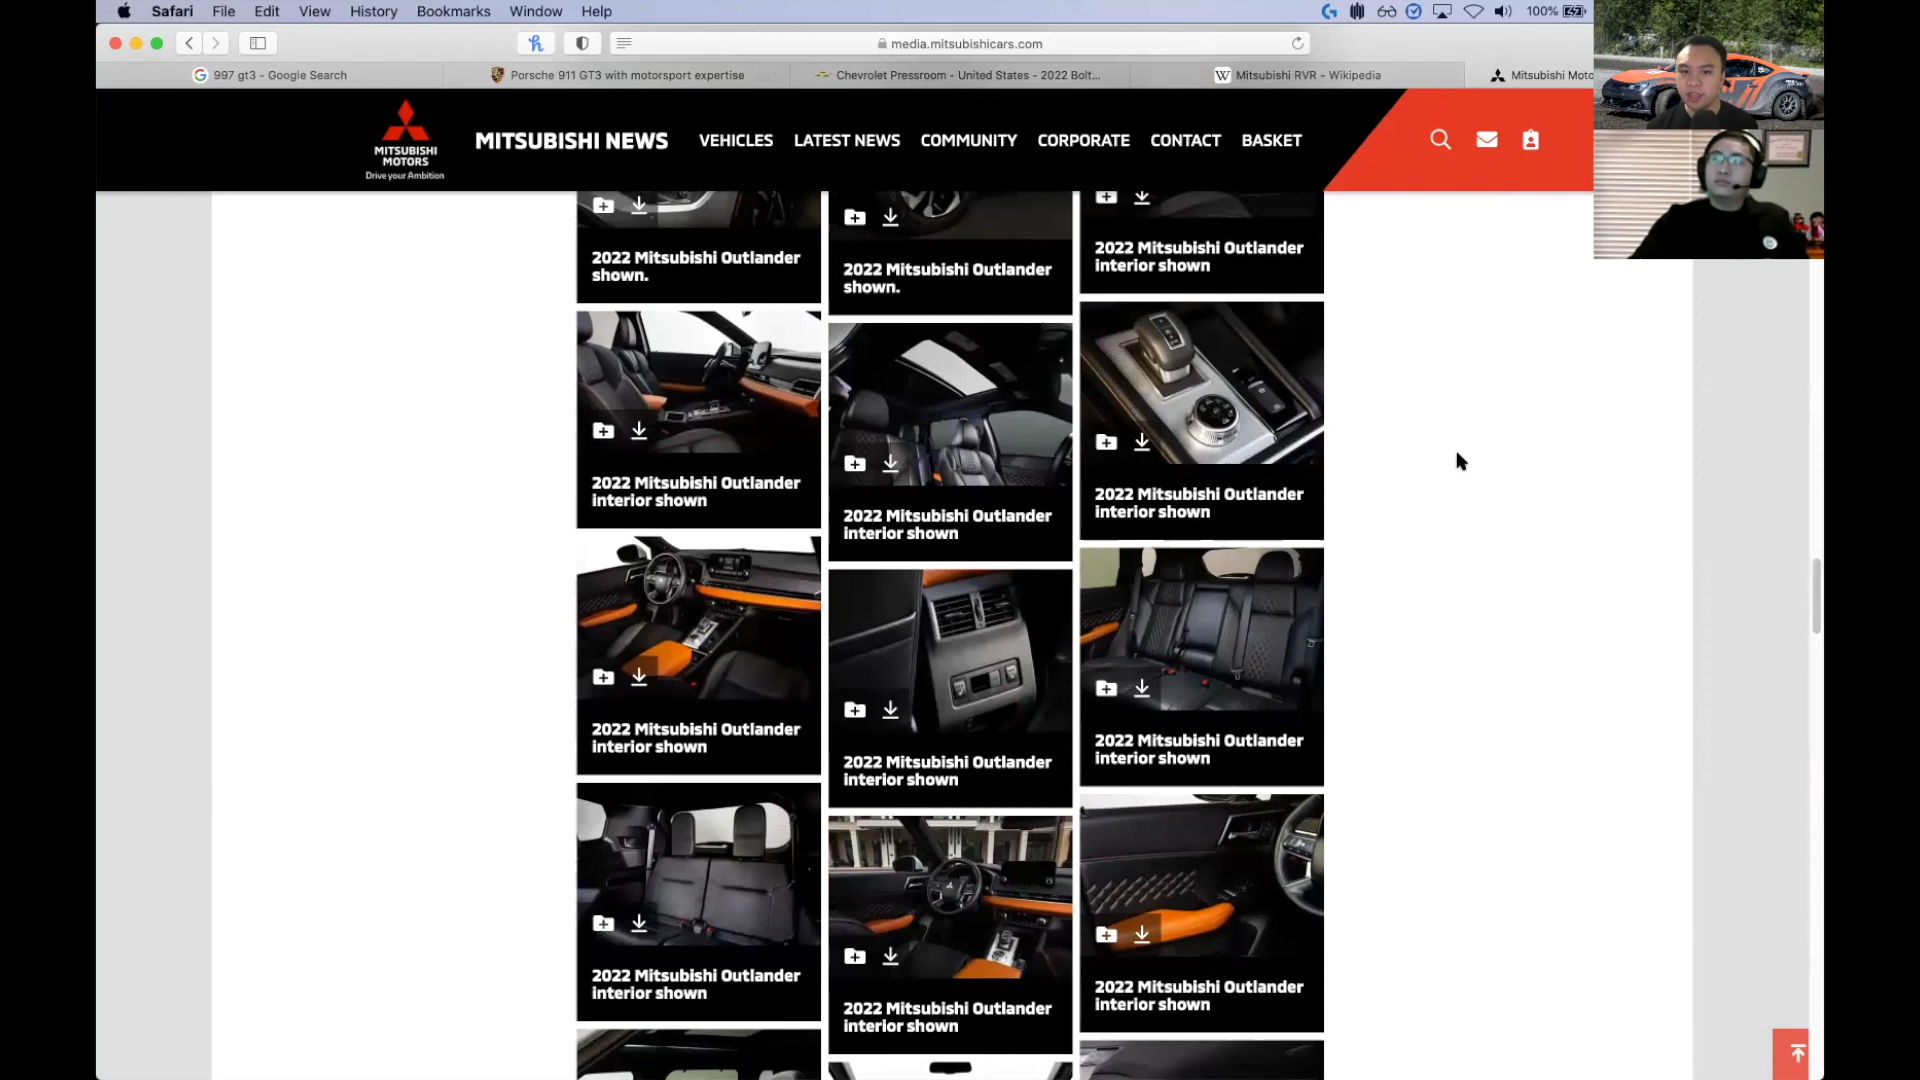 Safari File Edit View History Bookmarks Window Help
100%
media.mitsubishicars.com
997 gt3 - Google Search
Porsche 911 GT3 with motorsport expertise
Chevrolet Pressroom - United States - 2022 Bolt...
Mitsubishi RVR - Wikipedia
Mitsubishi Moto
MITSUBISHI
MOTORS
Drive your Ambition
MITSUBISHI NEWS
VEHICLES LATEST NEWS COMMUNITY CORPORATE CONTACT BASKET
2022 Mitsubishi Outlander
shown.
2022 Mitsubishi Outlander
shown.
2022 Mitsubishi Outlander
interior shown
2022 Mitsubishi Outlander
interior shown
2022 Mitsubishi Outlander
interior shown
2022 Mitsubishi Outlander
interior shown
2022 Mitsubishi Outlander
interior shown
2022 Mitsubishi Outlander
interior shown
2022 Mitsubishi Outlander
interior shown
2022 Mitsubishi Outlander
interior shown
2022 Mitsubishi Outlander
interior shown
2022 Mitsubishi Outlander
interior shown